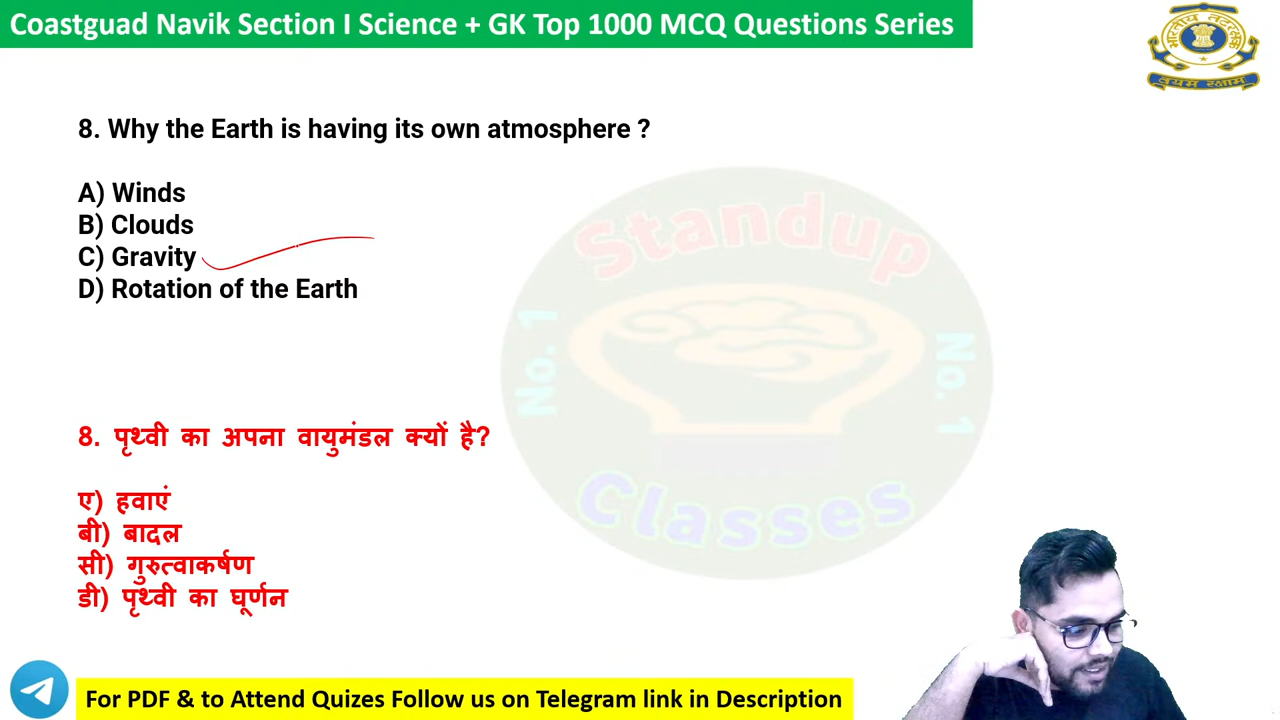 Coastguad Navik Section I Science + GK Top 1000 MCQ Questions Series
8. Why the Earth is having its own atmosphere ?
A) Winds
B) Clouds
C) Gravity
D) Rotation of the Earth
Standup
No. 1
No. 1
Classes
8. पृथ्वी का अपना वायुमंडल क्यों है?
ए) हवाएं
बी) बादल
सी) गुरुत्वाकर्षण
डी) पृथ्वी का घूर्णन
For PDF & to Attend Quizes Follow us on Telegram link in Description